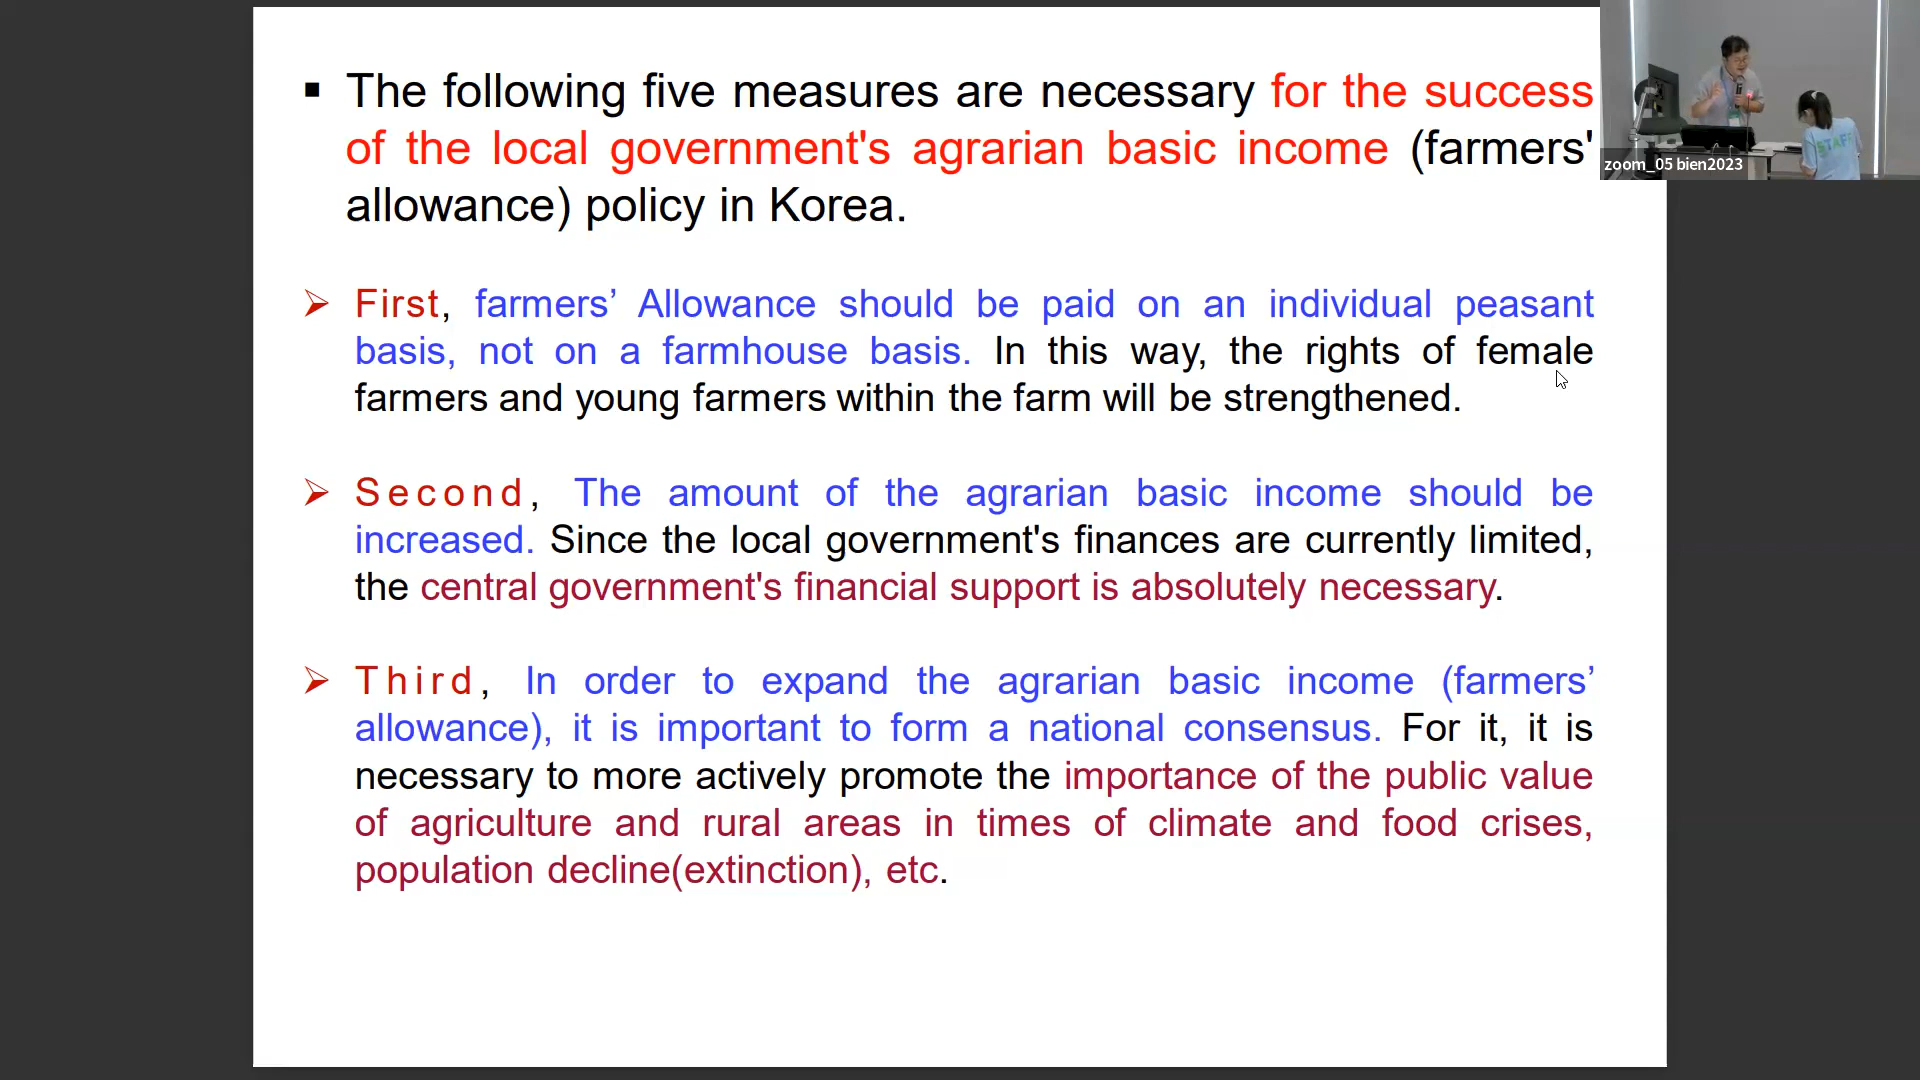 ▪ The following five measures are necessary for the success
of the local government's agrarian basic income (farmers'
allowance) policy in Korea.
➢ First, farmers’ Allowance should be paid on an individual peasant
basis, not on a farmhouse basis. In this way, the rights of female
farmers and young farmers within the farm will be strengthened.
➢ Second, The amount of the agrarian basic income should be
increased. Since the local government's finances are currently limited,
the central government's financial support is absolutely necessary.
➢ Third, In order to expand the agrarian basic income (farmers’
allowance), it is important to form a national consensus. For it, it is
necessary to more actively promote the importance of the public value
of agriculture and rural areas in times of climate and food crises,
population decline(extinction), etc.
STAFF
zoom_05 bien2023